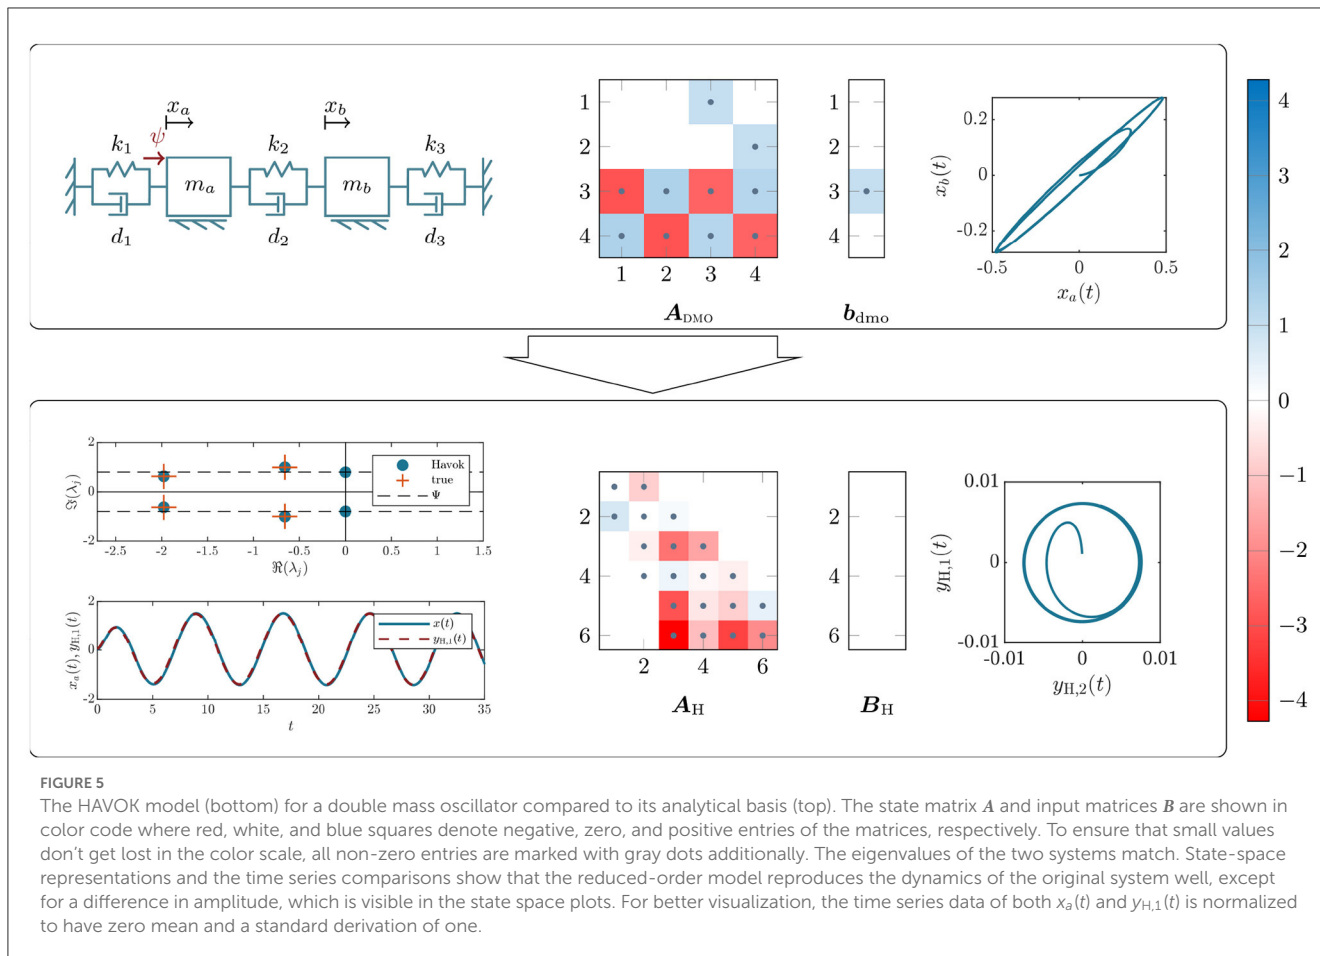 x_a
x_b
ψ
k_1
k_2
k_3
m_a
m_b
d_1
d_2
d_3
1
2
3
4
1 2 3 4
A_DMO
b_dmo
0.2
0
-0.2
-0.5 0 0.5
x_b(t)
x_a(t)
4
3
2
1
0
−1
−2
−3
−4
2
0
-2
ℑ(λ_j)
-2.5 -2 -1.5 -1 -0.5 0 0.5 1 1.5
ℜ(λ_j)
Havok
true
Ψ
2
0
-2
x_a(t), y_H,1(t)
x(t)
y_H,1(t)
0 5 10 15 20 25 30 35
t
2
4
6
2 4 6
A_H
B_H
0.01
0
-0.01
-0.01 0 0.01
y_H,1(t)
y_H,2(t)
FIGURE 5
The HAVOK model (bottom) for a double mass oscillator compared to its analytical basis (top). The state matrix A and input matrices B are shown in
color code where red, white, and blue squares denote negative, zero, and positive entries of the matrices, respectively. To ensure that small values
don't get lost in the color scale, all non-zero entries are marked with gray dots additionally. The eigenvalues of the two systems match. State-space
representations and the time series comparisons show that the reduced-order model reproduces the dynamics of the original system well, except
for a difference in amplitude, which is visible in the state space plots. For better visualization, the time series data of both x_a(t) and y_H,1(t) is normalized
to have zero mean and a standard derivation of one.